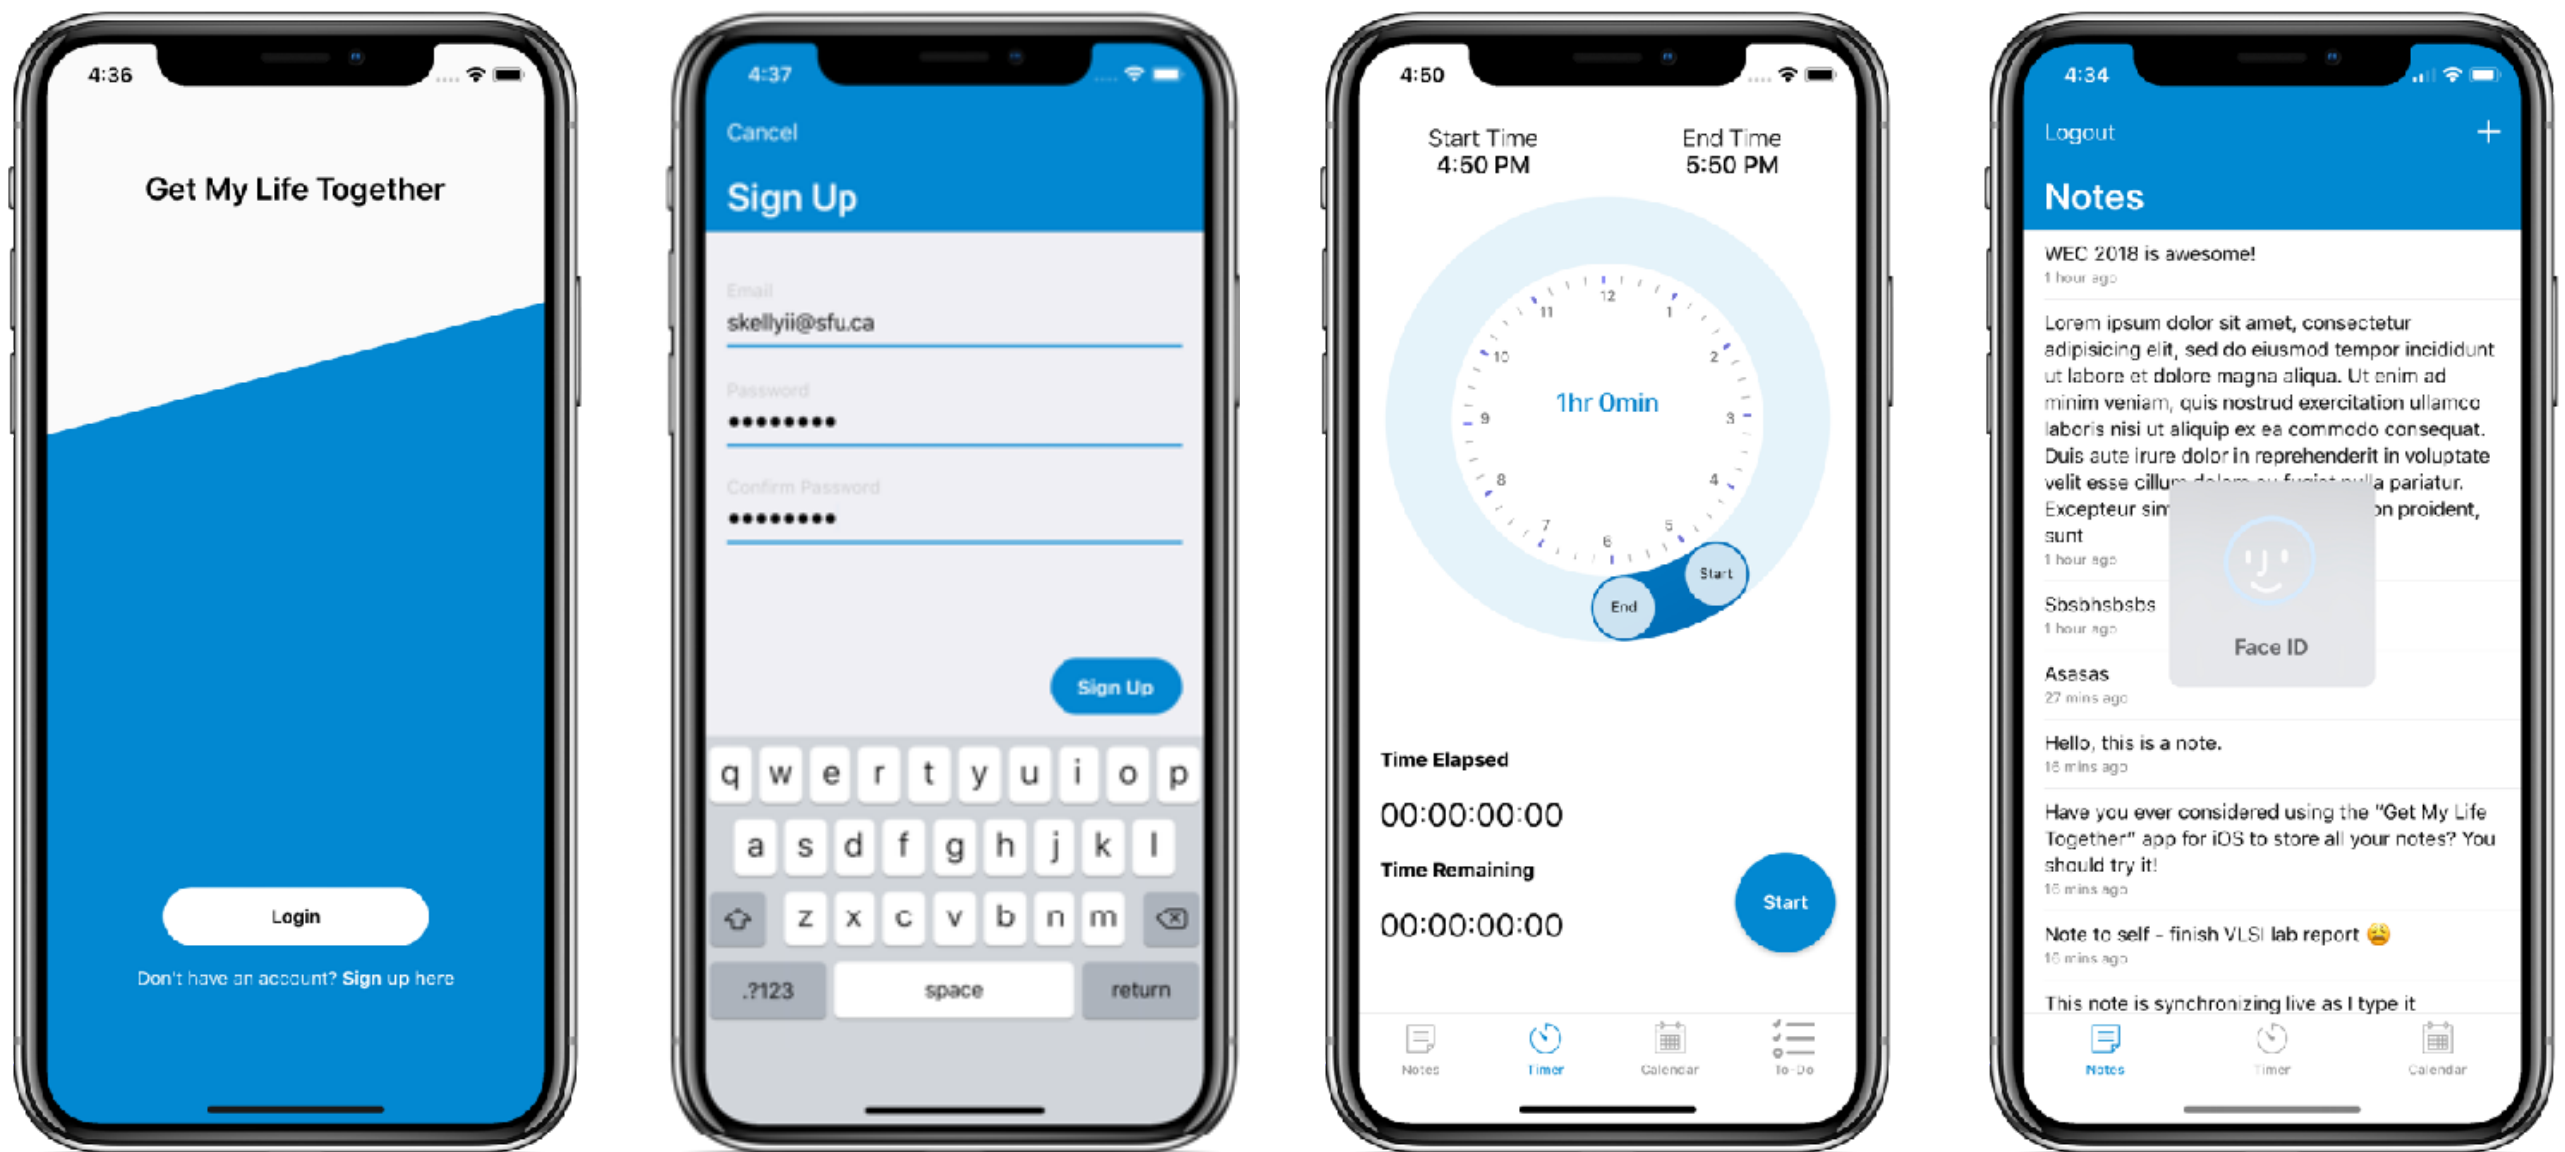 4:36
Get My Life Together
Login
Don't have an account? Sign up here
4:37
Cancel
Sign Up
Email
skellyii@sfu.ca
Password
Confirm Password
Sign Up
q w e r t y u i o p
a s d f g h j k l
z x c v b n m
.?123 space return
4:50
Start Time End Time
4:50 PM 5:50 PM
12
11 1
10 2
1hr 0min
9 3
8 4
7 5
6
Start
End
Time Elapsed
00:00:00:00
Time Remaining
00:00:00:00
Start
Notes Timer Calendar To-Do
4:34
Logout +
Notes
WEC 2018 is awesome!
1 hour ago
Lorem ipsum dolor sit amet, consectetur
adipisicing elit, sed do eiusmod tempor incididunt
ut labore et dolore magna aliqua. Ut enim ad
minim veniam, quis nostrud exercitation ullamco
laboris nisi ut aliquip ex ea commodo consequat.
Duis aute irure dolor in reprehenderit in voluptate
velit esse cillum pariatur.
Excepteur proident,
sunt
1 hour ago
Sbsbhsbsbs
1 hour ago
Face ID
Asasas
27 mins ago
Hello, this is a note.
16 mins ago
Have you ever considered using the "Get My Life
Together" app for iOS to store all your notes? You
should try it!
16 mins ago
Note to self - finish VLSI lab report 😩
16 mins ago
This note is synchronizing live as I type it
Notes Timer Calendar